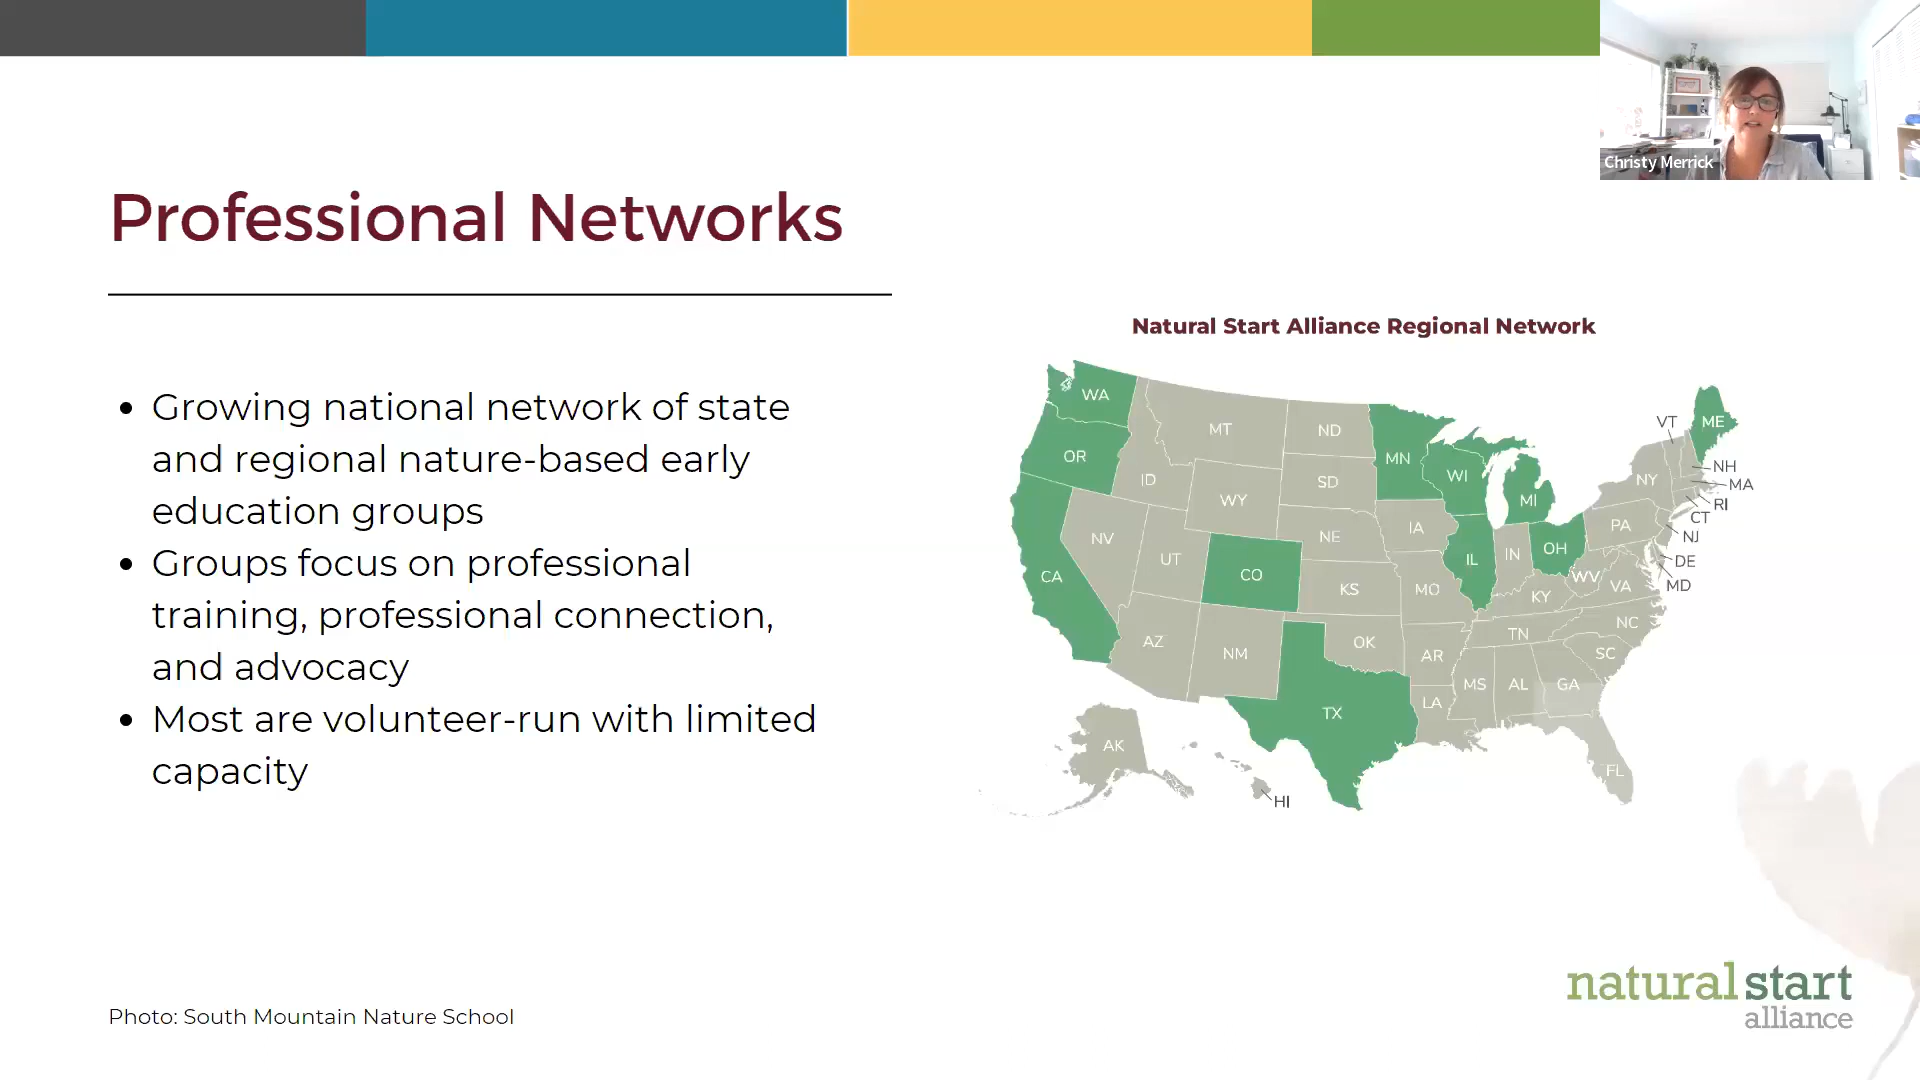 Christy Merrick
Professional Networks
• Growing national network of state
and regional nature-based early
education groups
• Groups focus on professional
training, professional connection,
and advocacy
• Most are volunteer-run with limited
capacity
Natural Start Alliance Regional Network
WA
MT
ND
MN
VT
ME
OR
ID
SD
WI
NY
NH
MA
WY
MI
RI
CT
IA
PA
NJ
NV
NE
IN
OH
UT
CO
IL
DE
WV
VA
MD
CA
KS
MO
KY
NC
AZ
NM
OK
TN
AR
SC
MS
AL
GA
LA
TX
AK
FL
HI
naturalstart
alliance
Photo: South Mountain Nature School